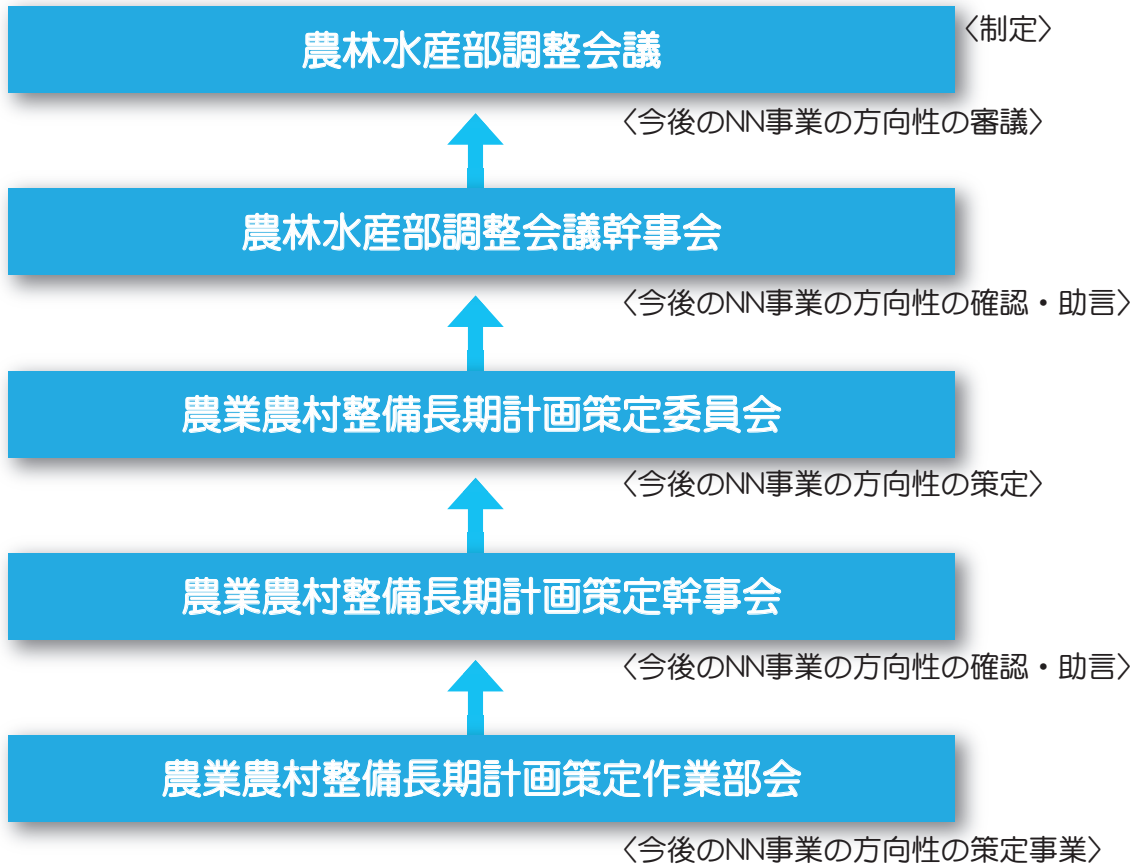 農林水産部調整会議
〈制定〉
〈今後のNN事業の方向性の審議〉
農林水産部調整会議幹事会
〈今後のNN事業の方向性の確認・助言〉
農業農村整備長期計画策定委員会
〈今後のNN事業の方向性の策定〉
農業農村整備長期計画策定幹事会
〈今後のNN事業の方向性の確認・助言〉
農業農村整備長期計画策定作業部会
〈今後のNN事業の方向性の策定事業〉